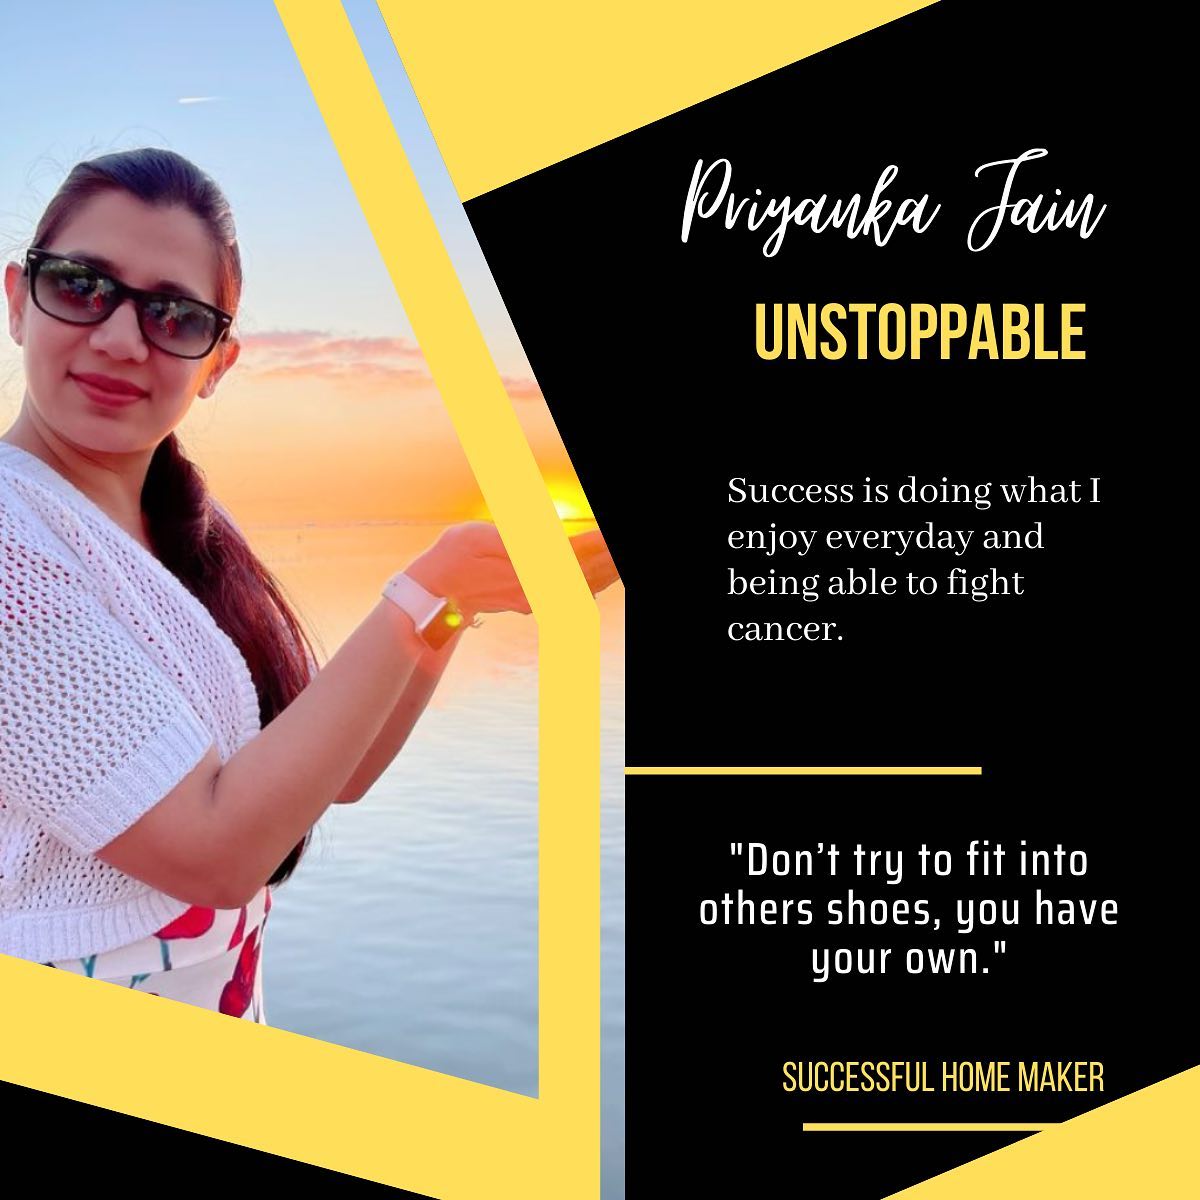 Priyanka Jain
UNSTOPPABLE
Success is doing what I
enjoy everyday and
being able to fight
cancer.
"Don’t try to fit into
others shoes, you have
your own."
SUCCESSFUL HOME MAKER